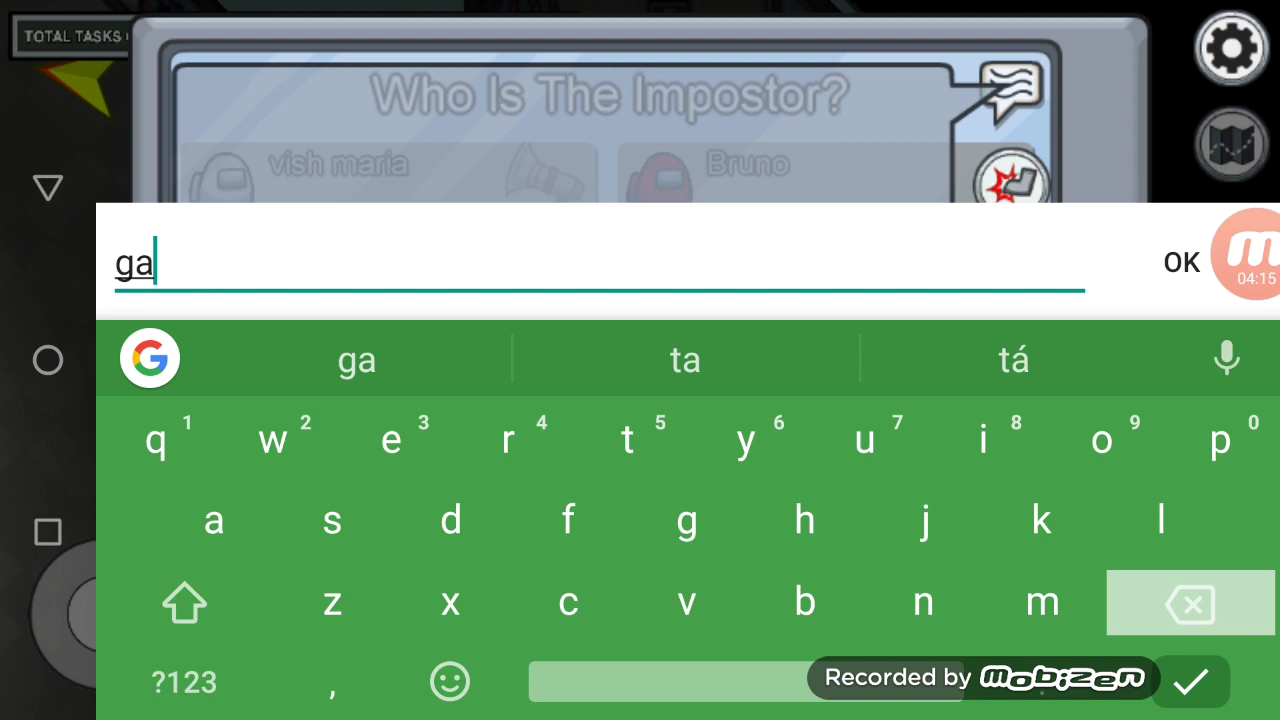 TOTAL TASKS
Who Is The Impostor?
vish maria
Bruno
ga
OK
m
04:15
G
ga
ta
tá
q 1 w 2 e 3 r 4 t 5 y 6 u 7 i 8 o 9 p 0
a s d f g h j k l
z x c v b n m
?123 ,
Recorded by mobizen